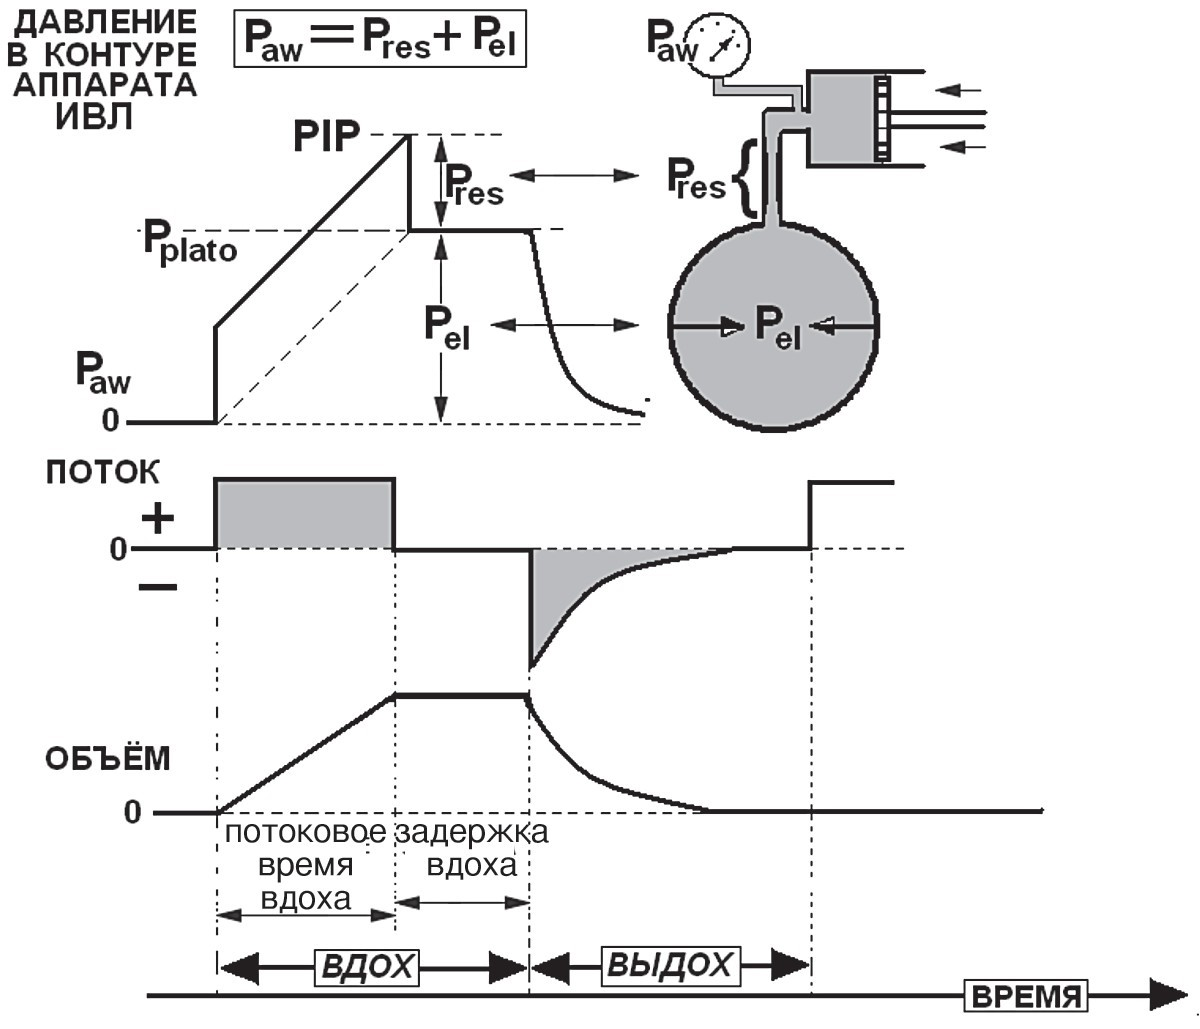 ДАВЛЕНИЕ
В КОНТУРЕ
АППАРАТА
ИВЛ
Paw=Pres+ Pel
Paw
PIP
Pres
Pres
Pplato
Pel
Pel
Paw
0
ПОТОК
+
0
−
ОБЪЁМ
0
потоковое задержка
время вдоха
вдоха
ВДОХ ВЫДОХ
ВРЕМЯ